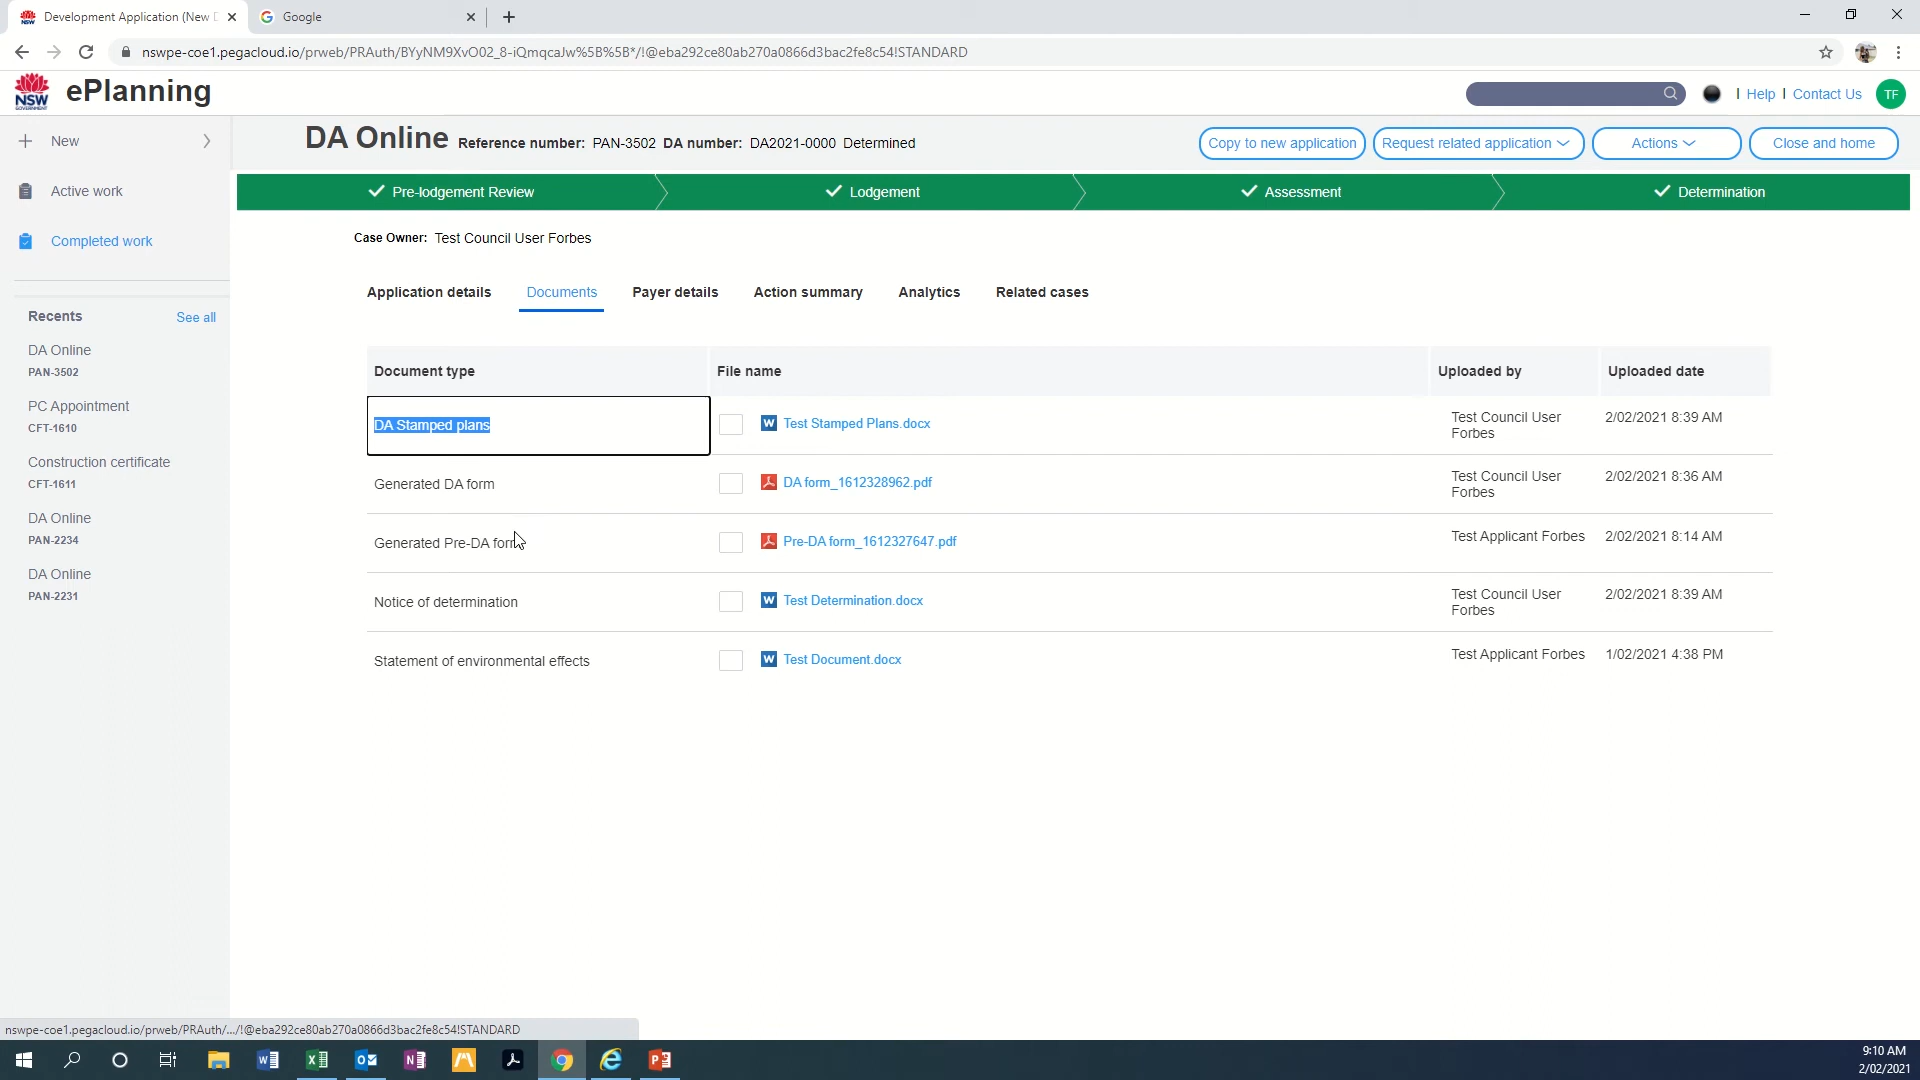 Development Application (New D
Google
nswpe-coe1.pegacloud.io/prweb/PRAuth/BYyNM9XvO02_8-iQmqcaJw%5B%5B*/!@eba292ce80ab270a0866d3bac2fe8c54!STANDARD
NSW
GOVERNMENT
ePlanning
Help
Contact Us
TF
New
Active work
Completed work
Recents
See all
DA Online
PAN-3502
PC Appointment
CFT-1610
Construction certificate
CFT-1611
DA Online
PAN-2234
DA Online
PAN-2231
DA Online Reference number: PAN-3502 DA number: DA2021-0000 Determined
Copy to new application
Request related application
Actions
Close and home
Pre-lodgement Review
Lodgement
Assessment
Determination
Case Owner: Test Council User Forbes
Application details
Documents
Payer details
Action summary
Analytics
Related cases
Document type
File name
Uploaded by
Uploaded date
DA Stamped plans
Test Stamped Plans.docx
Test Council User
Forbes
2/02/2021 8:39 AM
Generated DA form
DA form_1612328962.pdf
Test Council User
Forbes
2/02/2021 8:36 AM
Generated Pre-DA form
Pre-DA form_1612327647.pdf
Test Applicant Forbes
2/02/2021 8:14 AM
Notice of determination
Test Determination.docx
Test Council User
Forbes
2/02/2021 8:39 AM
Statement of environmental effects
Test Document.docx
Test Applicant Forbes
1/02/2021 4:38 PM
nswpe-coe1.pegacloud.io/prweb/PRAuth/.../!@eba292ce80ab270a0866d3bac2fe8c54!STANDARD
9:10 AM
2/02/2021